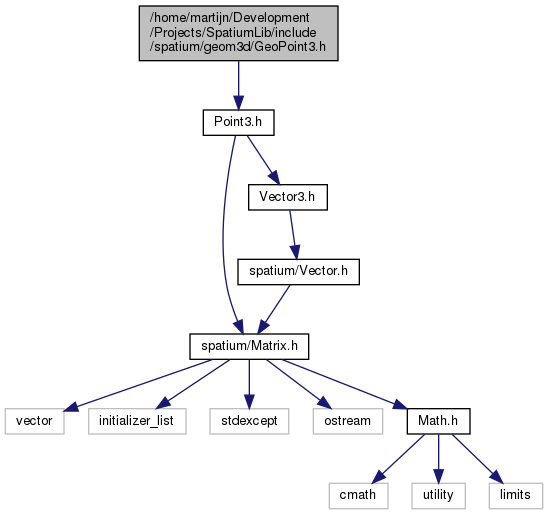 /home/martijn/Development
/Projects/SpatiumLib/include
/spatium/geom3d/GeoPoint3.h
Point3.h
Vector3.h
spatium/Vector.h
spatium/Matrix.h
vector
initializer_list
stdexcept
ostream
Math.h
cmath
utility
limits